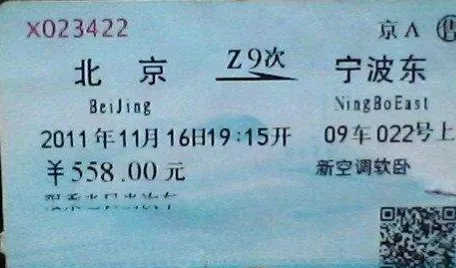 X023422 京A 售
北京 Z9次 宁波东
BeiJing NingBoEast
2011年11月16日19:15开 09车022号上
￥558.00元 新空调软卧